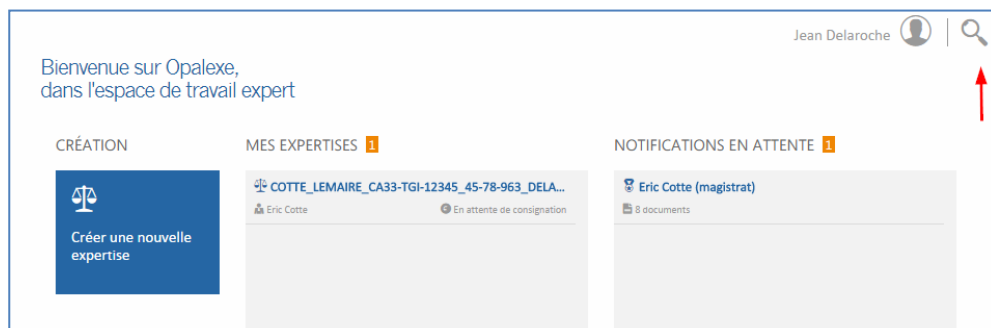 Jean Delaroche
Bienvenue sur Opalexe,
dans l'espace de travail expert
CRÉATION
MES EXPERTISES 1
NOTIFICATIONS EN ATTENTE 1
Créer une nouvelle
expertise
COTTE_LEMAIRE_CA33-TGI-12345_45-78-963_DELA...
Eric Cotte
En attente de consignation
Eric Cotte (magistrat)
8 documents